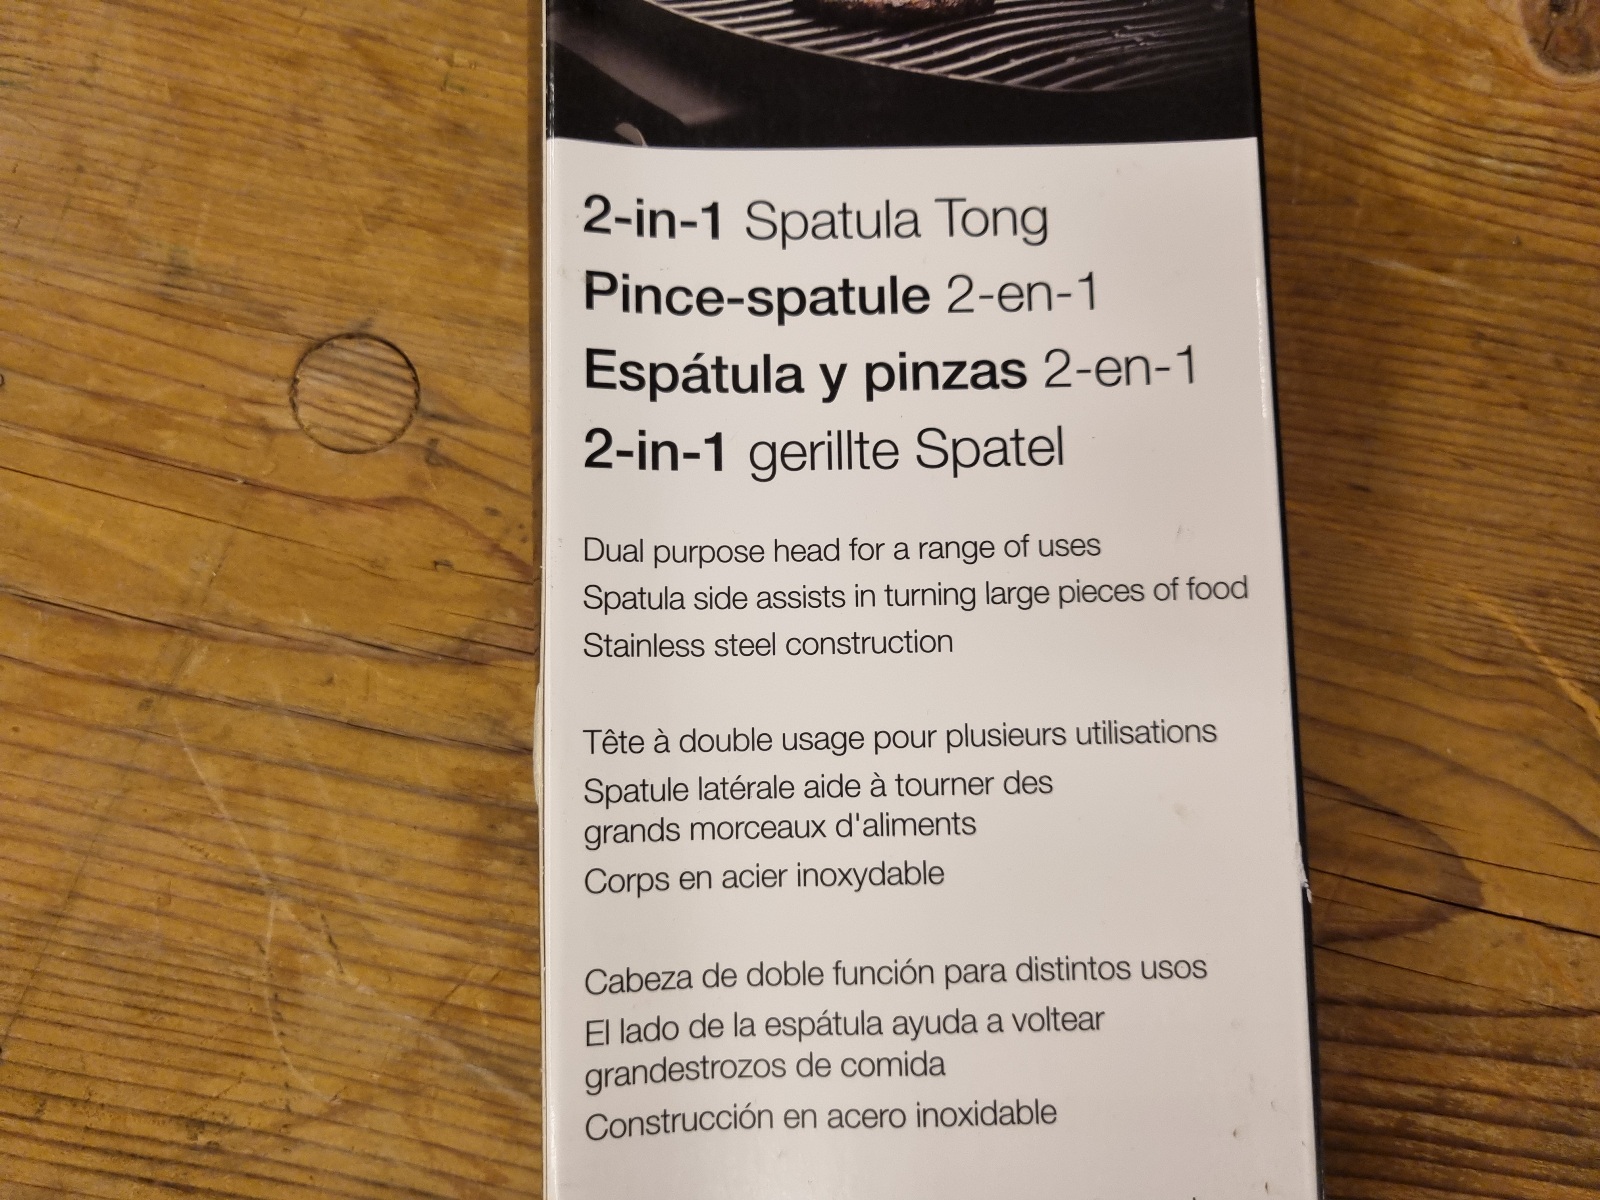 2-in-1 Spatula Tong
Pince-spatule 2-en-1
Espátula y pinzas 2-en-1
2-in-1 gerillte Spatel
Dual purpose head for a range of uses
Spatula side assists in turning large pieces of food
Stainless steel construction
Tête à double usage pour plusieurs utilisations
Spatule latérale aide à tourner des
grands morceaux d'aliments
Corps en acier inoxydable
Cabeza de doble función para distintos usos
El lado de la espátula ayuda a voltear
grandestrozos de comida
Construcción en acero inoxidable